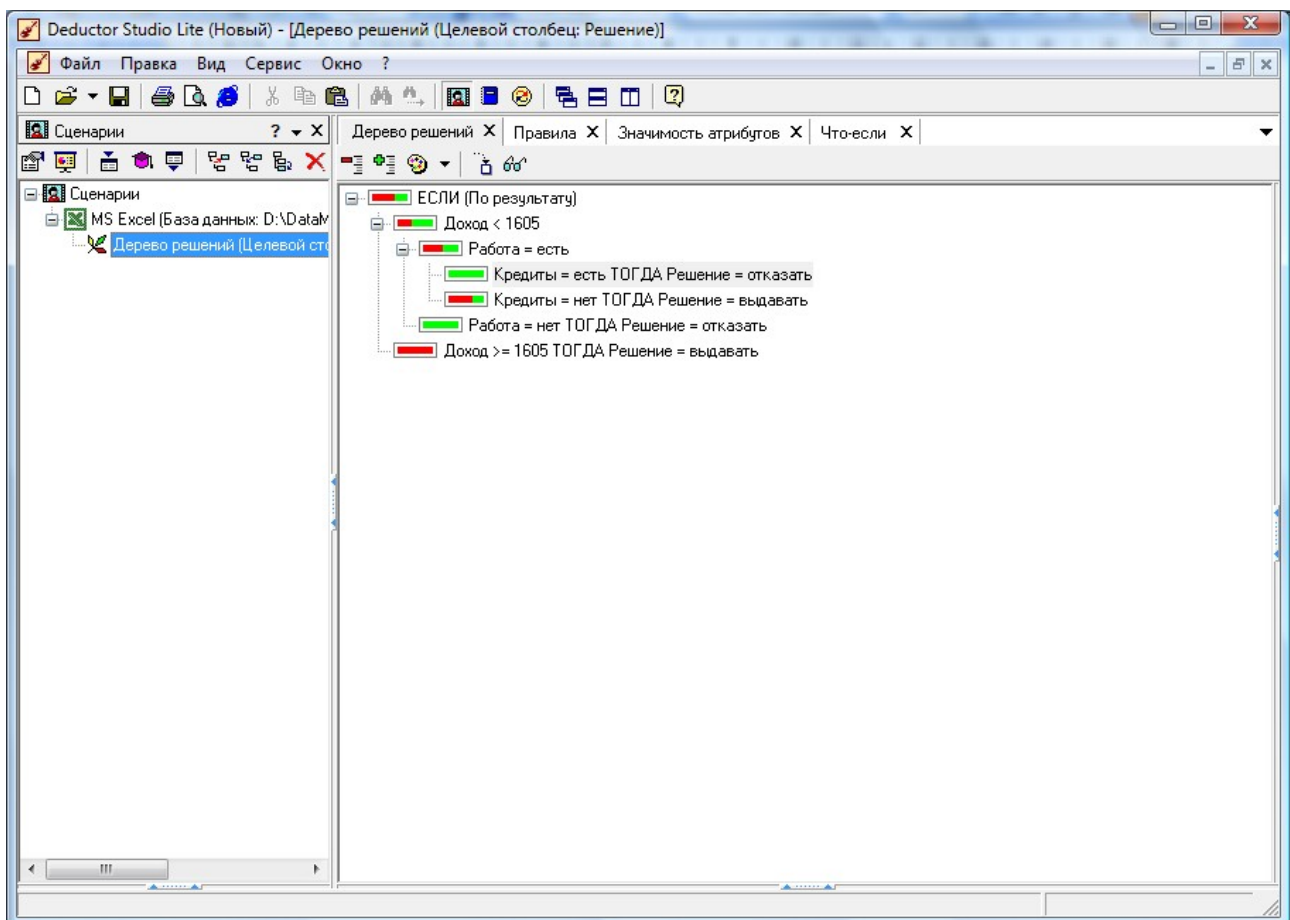 Deductor Studio Lite (Новый) - [Дерево решений (Целевой столбец: Решение)]
Файл Правка Вид Сервис Окно ?
Сценарии ?
Дерево решений X Правила X Значимость атрибутов X Что-если X
Сценарии
MS Excel (База данных: D:\DataM
Дерево решений (Целевой сто
ЕСЛИ (По результату)
Доход < 1605
Работа = есть
Кредиты = есть ТОГДА Решение = отказать
Кредиты = нет ТОГДА Решение = выдавать
Работа = нет ТОГДА Решение = отказать
Доход >= 1605 ТОГДА Решение = выдавать